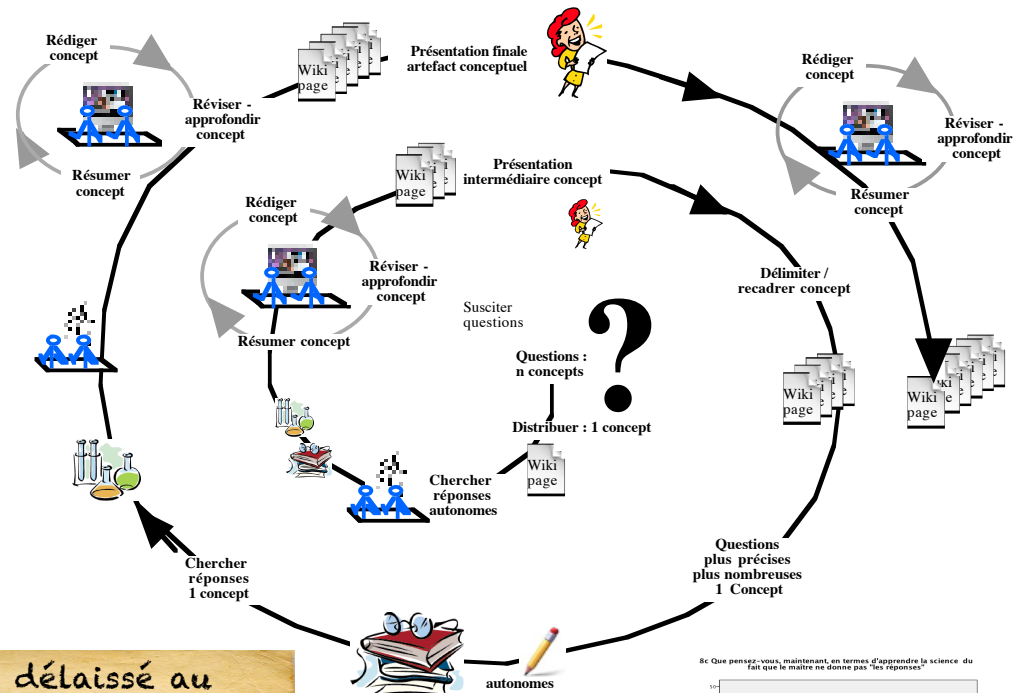 Rédiger
concept
Réviser -
approfondir
concept
Résumer
concept
Wiki
page
Présentation finale
artefact conceptuel
Rédiger
concept
Réviser -
approfondir
concept
Résumer
concept
Wiki
page
Présentation
intermédiaire concept
Rédiger
concept
Réviser -
approfondir
concept
Résumer concept
Susciter
questions
Questions :
n concepts
Distribuer : 1 concept
Wiki
page
Chercher
réponses
autonomes
Délimiter /
recadrer concept
Wiki
page
Wiki
page
Questions
plus précises
plus nombreuses
1 Concept
Chercher
réponses
1 concept
autonomes
délaissé au
8c Que pensez-vous, maintenant, en termes d'apprendre la science du
fait que le maître ne donne pas "les réponses"
50